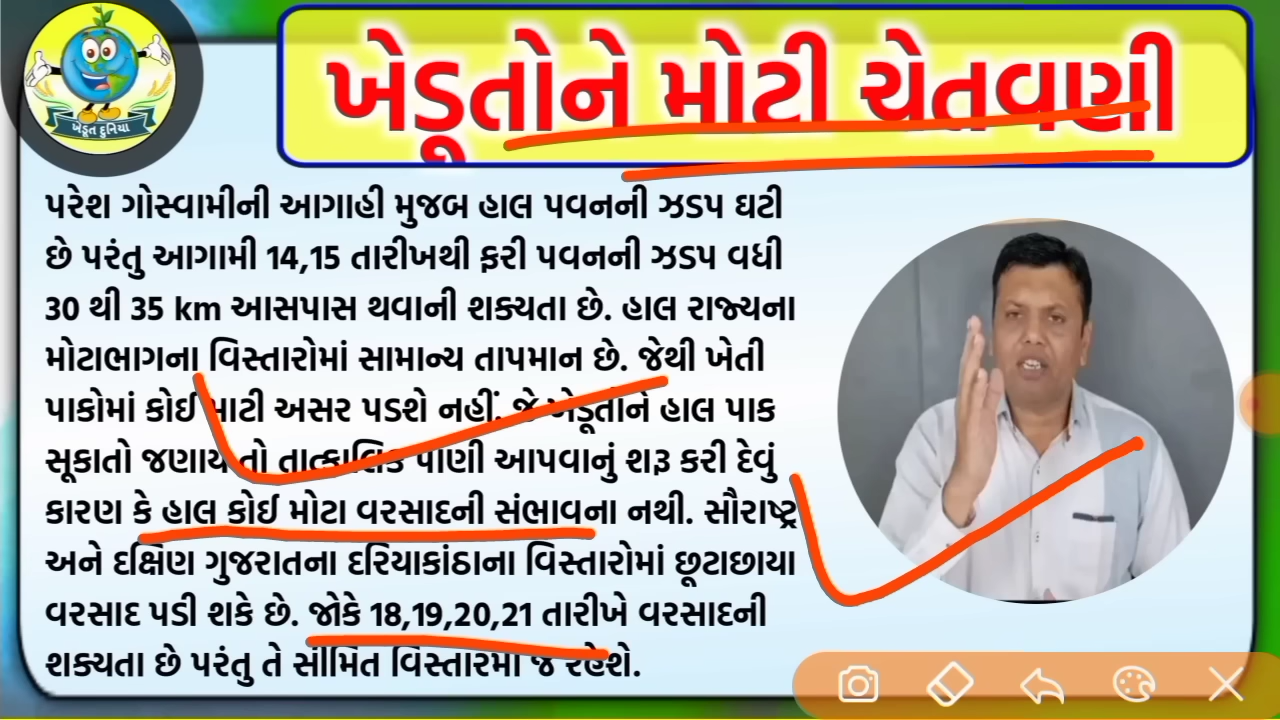 ખેડૂત દુનિયા
ખેડૂતોને મોટી ચેતવણી
પરેશ ગોસ્વામીની આગાહી મુજબ હાલ પવનની ઝડપ ઘટી
છે પરંતુ આગામી 14,15 તારીખથી ફરી પવનની ઝડપ વધી
30 થી 35 km આસપાસ થવાની શક્યતા છે. હાલ રાજ્યના
મોટાભાગના વિસ્તારોમાં સામાન્ય તાપમાન છે. જેથી ખેતી
પાકોમાં કોઈ માટી અસર પડશે નહીં. જે ખેડૂતોને હાલ પાક
સૂકાતો જણાય તો તાત્કાલિક પાણી આપવાનું શરૂ કરી દેવું
કારણ કે હાલ કોઈ મોટા વરસાદની સંભાવના નથી. સૌરાષ્ટ્ર
અને દક્ષિણ ગુજરાતના દરિયાકાંઠાના વિસ્તારોમાં છૂટાછાયા
વરસાદ પડી શકે છે. જોકે 18,19,20,21 તારીખે વરસાદની
શક્યતા છે પરંતુ તે સીમિત વિસ્તારમાં જ રહેશે.